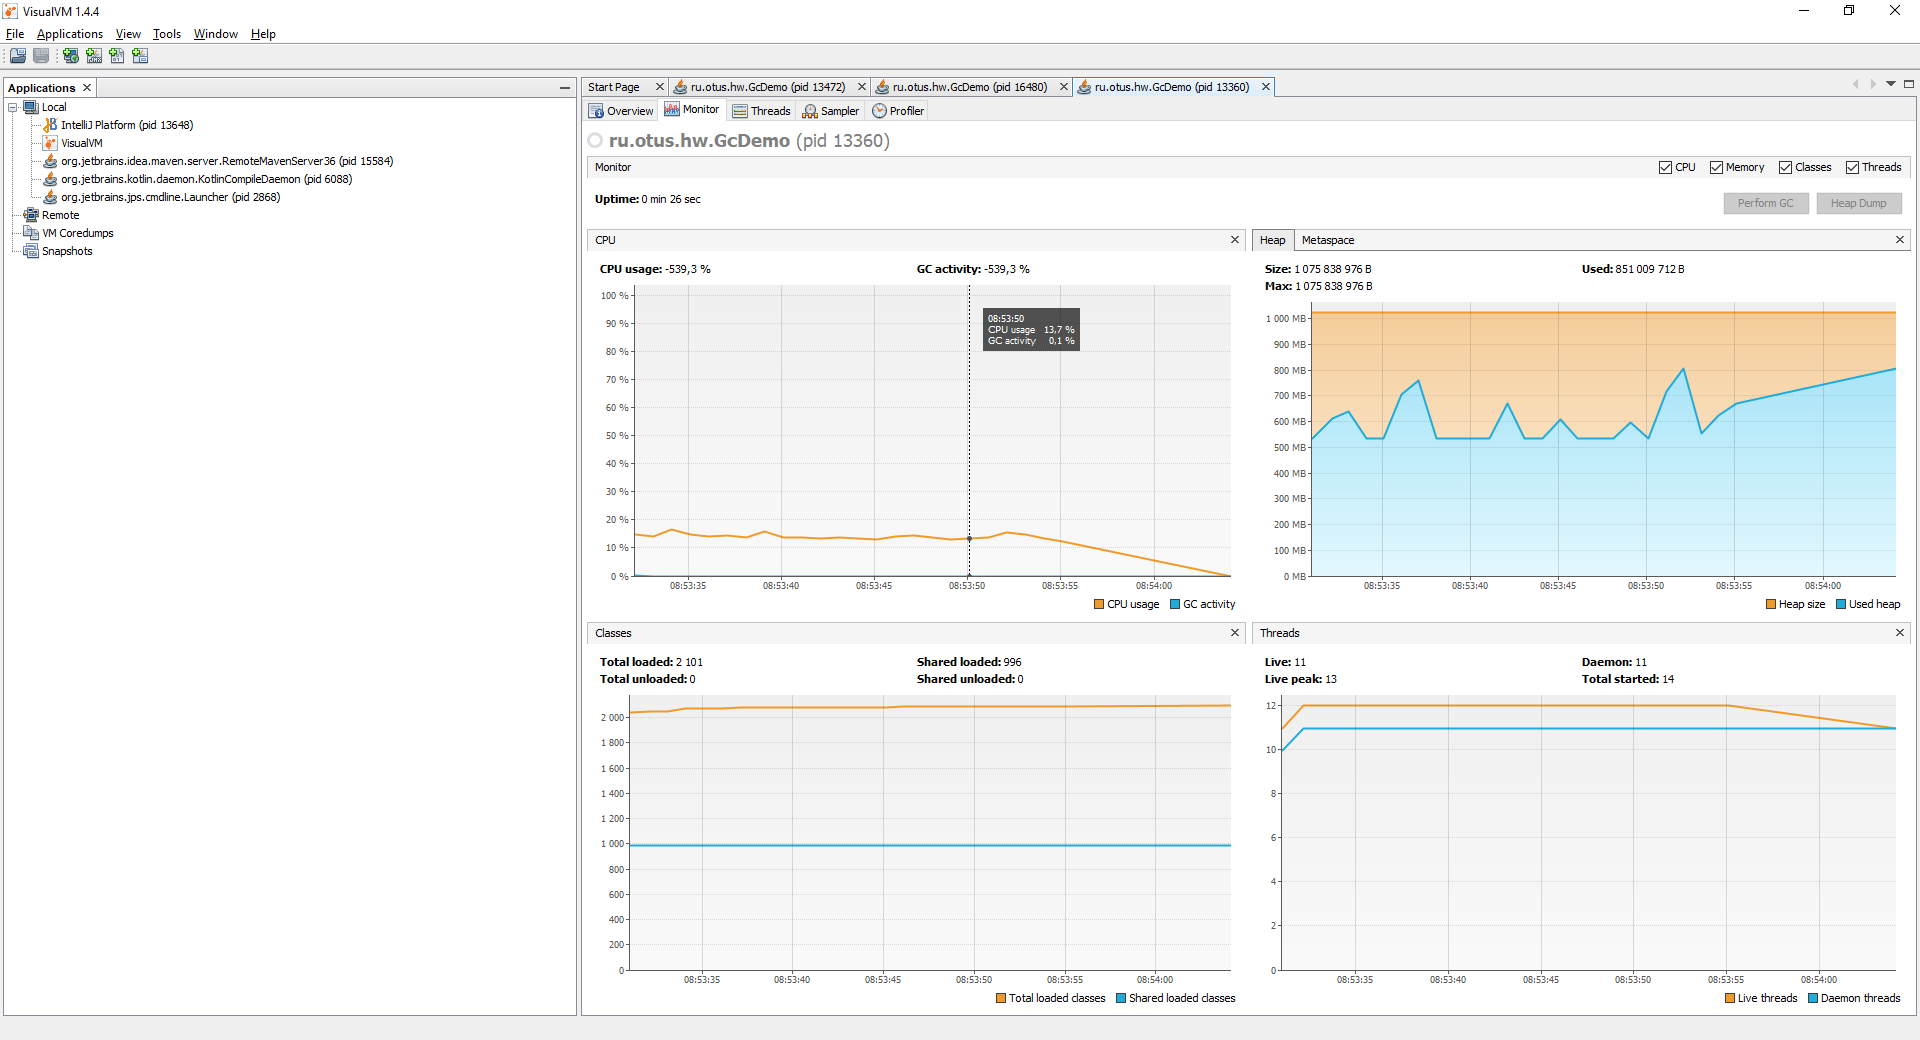 VisualVM 1.4.4
File Applications View Tools Window Help
Applications
Local
IntelliJ Platform (pid 13648)
VisualVM
org.jetbrains.idea.maven.server.RemoteMavenServer36 (pid 15584)
org.jetbrains.kotlin.daemon.KotlinCompileDaemon (pid 6088)
org.jetbrains.jps.cmdline.Launcher (pid 2868)
Remote
VM Coredumps
Snapshots
Start Page ru.otus.hw.GcDemo (pid 13472) ru.otus.hw.GcDemo (pid 16480) ru.otus.hw.GcDemo (pid 13360)
Overview Monitor Threads Sampler Profiler
ru.otus.hw.GcDemo (pid 13360)
Monitor CPU Memory Classes Threads
Uptime: 0 min 26 sec
Perform GC Heap Dump
CPU
CPU usage: -539,3 % GC activity: -539,3 %
100 %
90 %
80 %
70 %
60 %
50 %
40 %
30 %
20 %
10 %
0 %
08:53:50
CPU usage 13,7 %
GC activity 0,1 %
08:53:35 08:53:40 08:53:45 08:53:50 08:53:55 08:54:00
CPU usage GC activity
Heap Metaspace
Size: 1 075 838 976 B Used: 851 009 712 B
Max: 1 075 838 976 B
1 000 MB
900 MB
800 MB
700 MB
600 MB
500 MB
400 MB
300 MB
200 MB
100 MB
0 MB
08:53:35 08:53:40 08:53:45 08:53:50 08:53:55 08:54:00
Heap size Used heap
Classes
Total loaded: 2 101 Shared loaded: 996
Total unloaded: 0 Shared unloaded: 0
2 000
1 800
1 600
1 400
1 200
1 000
800
600
400
200
0
08:53:35 08:53:40 08:53:45 08:53:50 08:53:55 08:54:00
Total loaded classes Shared loaded classes
Threads
Live: 11 Daemon: 11
Live peak: 13 Total started: 14
12
10
8
6
4
2
0
08:53:35 08:53:40 08:53:45 08:53:50 08:53:55 08:54:00
Live threads Daemon threads